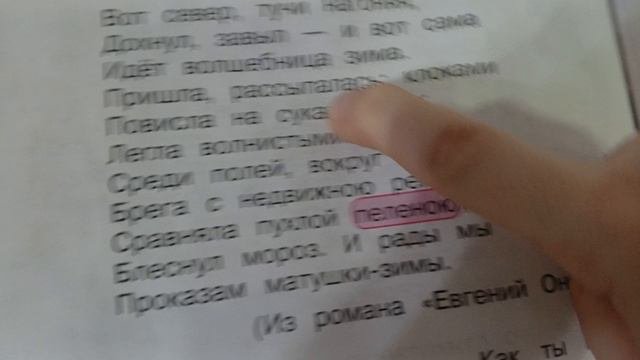 Вот север, тучи нагоняя,
Дохнул, завыл — и вот сама
Идёт волшебница зима.
Пришла, рассыпалась; клоками
Повисла на
Легла волнистыми
Среди полей, вокруг
Брега с недвижною
Сравняла пухлой пеленою
Блеснул мороз. И рады мы
Проказам матушки-зимы.
(Из романа «Евгений Он
Как ты